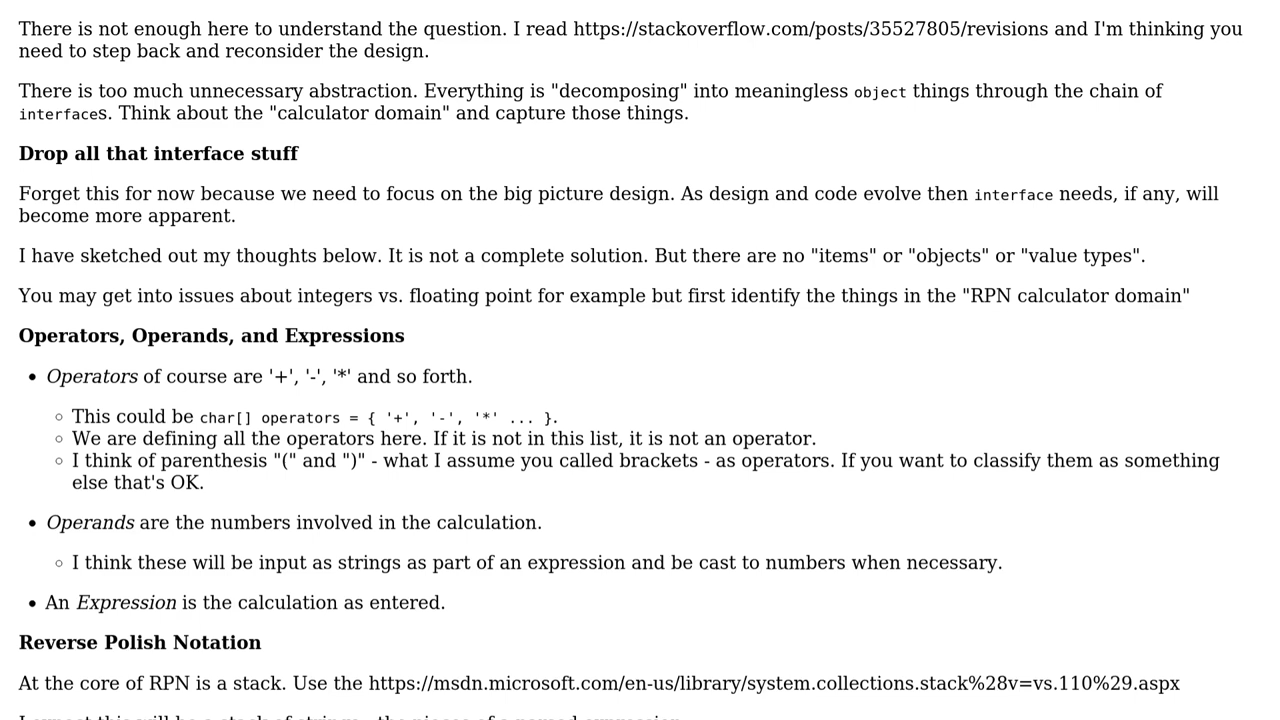 There is not enough here to understand the question. I read https://stackoverflow.com/posts/35527805/revisions and I'm thinking you
need to step back and reconsider the design.
There is too much unnecessary abstraction. Everything is "decomposing" into meaningless object things through the chain of
interfaces. Think about the "calculator domain" and capture those things.
Drop all that interface stuff
Forget this for now because we need to focus on the big picture design. As design and code evolve then interface needs, if any, will
become more apparent.
I have sketched out my thoughts below. It is not a complete solution. But there are no "items" or "objects" or "value types".
You may get into issues about integers vs. floating point for example but first identify the things in the "RPN calculator domain"
Operators, Operands, and Expressions
• Operators of course are '+', '-', '*' and so forth.
◦ This could be char[] operators = { '+', '-', '*' ... }.
◦ We are defining all the operators here. If it is not in this list, it is not an operator.
◦ I think of parenthesis "(" and ")" - what I assume you called brackets - as operators. If you want to classify them as something
else that's OK.
• Operands are the numbers involved in the calculation.
◦ I think these will be input as strings as part of an expression and be cast to numbers when necessary.
• An Expression is the calculation as entered.
Reverse Polish Notation
At the core of RPN is a stack. Use the https://msdn.microsoft.com/en-us/library/system.collections.stack%28v=vs.110%29.aspx